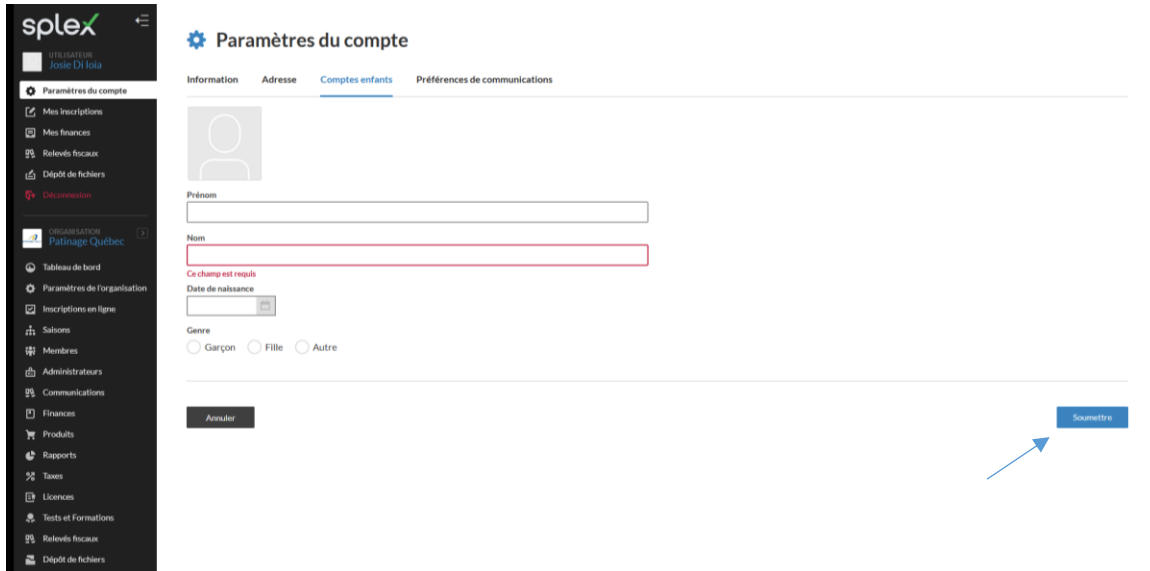 splex
UTILISATEUR
Josie Di Ioia
Paramètres du compte
Mes inscriptions
Mes finances
Relevés fiscaux
Dépôt de fichiers
Déconnexion
ORGANISATION
Patinage Québec
Tableau de bord
Paramètres de l'organisation
Inscriptions en ligne
Saisons
Membres
Administrateurs
Communications
Finances
Produits
Rapports
Taxes
Licences
Tests et Formations
Relevés fiscaux
Dépôt de fichiers
Paramètres du compte
Information Adresse Comptes enfants Préférences de communications
Prénom
Nom
Ce champ est requis
Date de naissance
Genre
Garçon Fille Autre
Annuler Soumettre